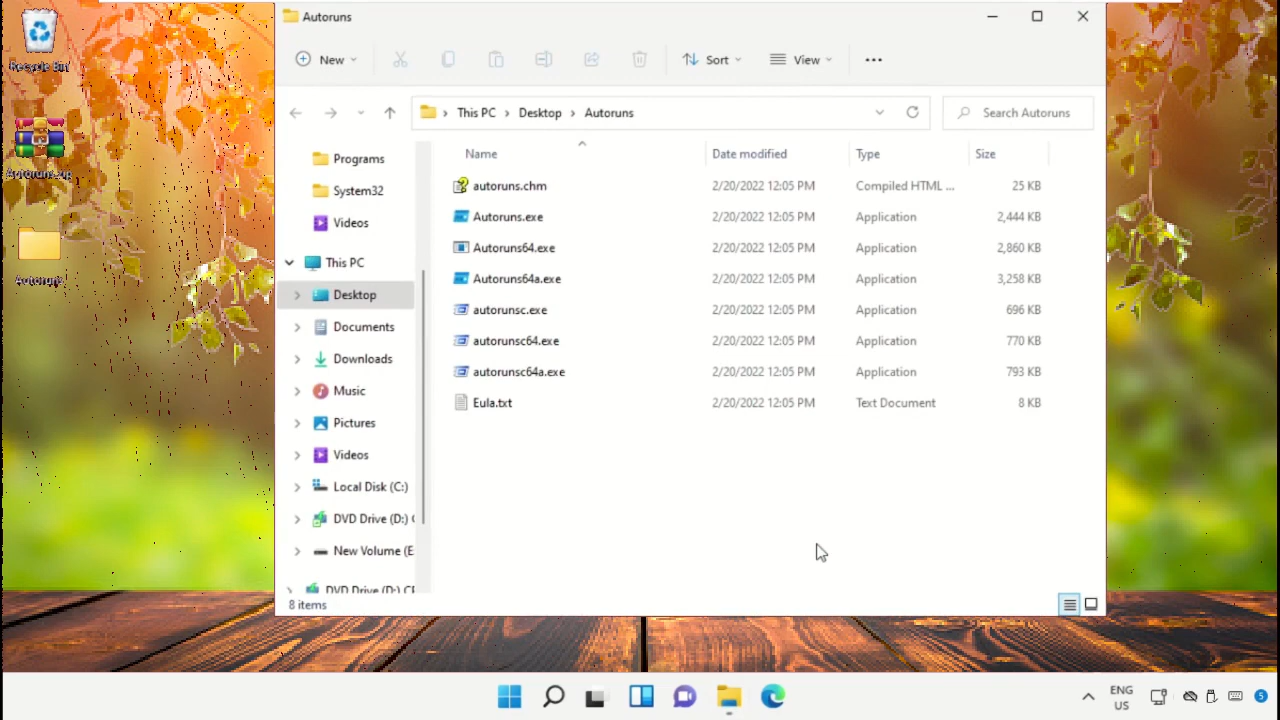 Autoruns
Recycle Bin
Autoruns.zip
Autoruns
New
Sort
View
This PC
Desktop
Autoruns
Search Autoruns
Programs
System32
Videos
This PC
Desktop
Documents
Downloads
Music
Pictures
Videos
Local Disk (C:)
DVD Drive (D:) C
New Volume (E
DVD Drive (D:) CF
Name Date modified Type Size
autoruns.chm 2/20/2022 12:05 PM Compiled HTML ... 25 KB
Autoruns.exe 2/20/2022 12:05 PM Application 2,444 KB
Autoruns64.exe 2/20/2022 12:05 PM Application 2,860 KB
Autoruns64a.exe 2/20/2022 12:05 PM Application 3,258 KB
autorunsc.exe 2/20/2022 12:05 PM Application 696 KB
autorunsc64.exe 2/20/2022 12:05 PM Application 770 KB
autorunsc64a.exe 2/20/2022 12:05 PM Application 793 KB
Eula.txt 2/20/2022 12:05 PM Text Document 8 KB
8 items
ENG
US
5